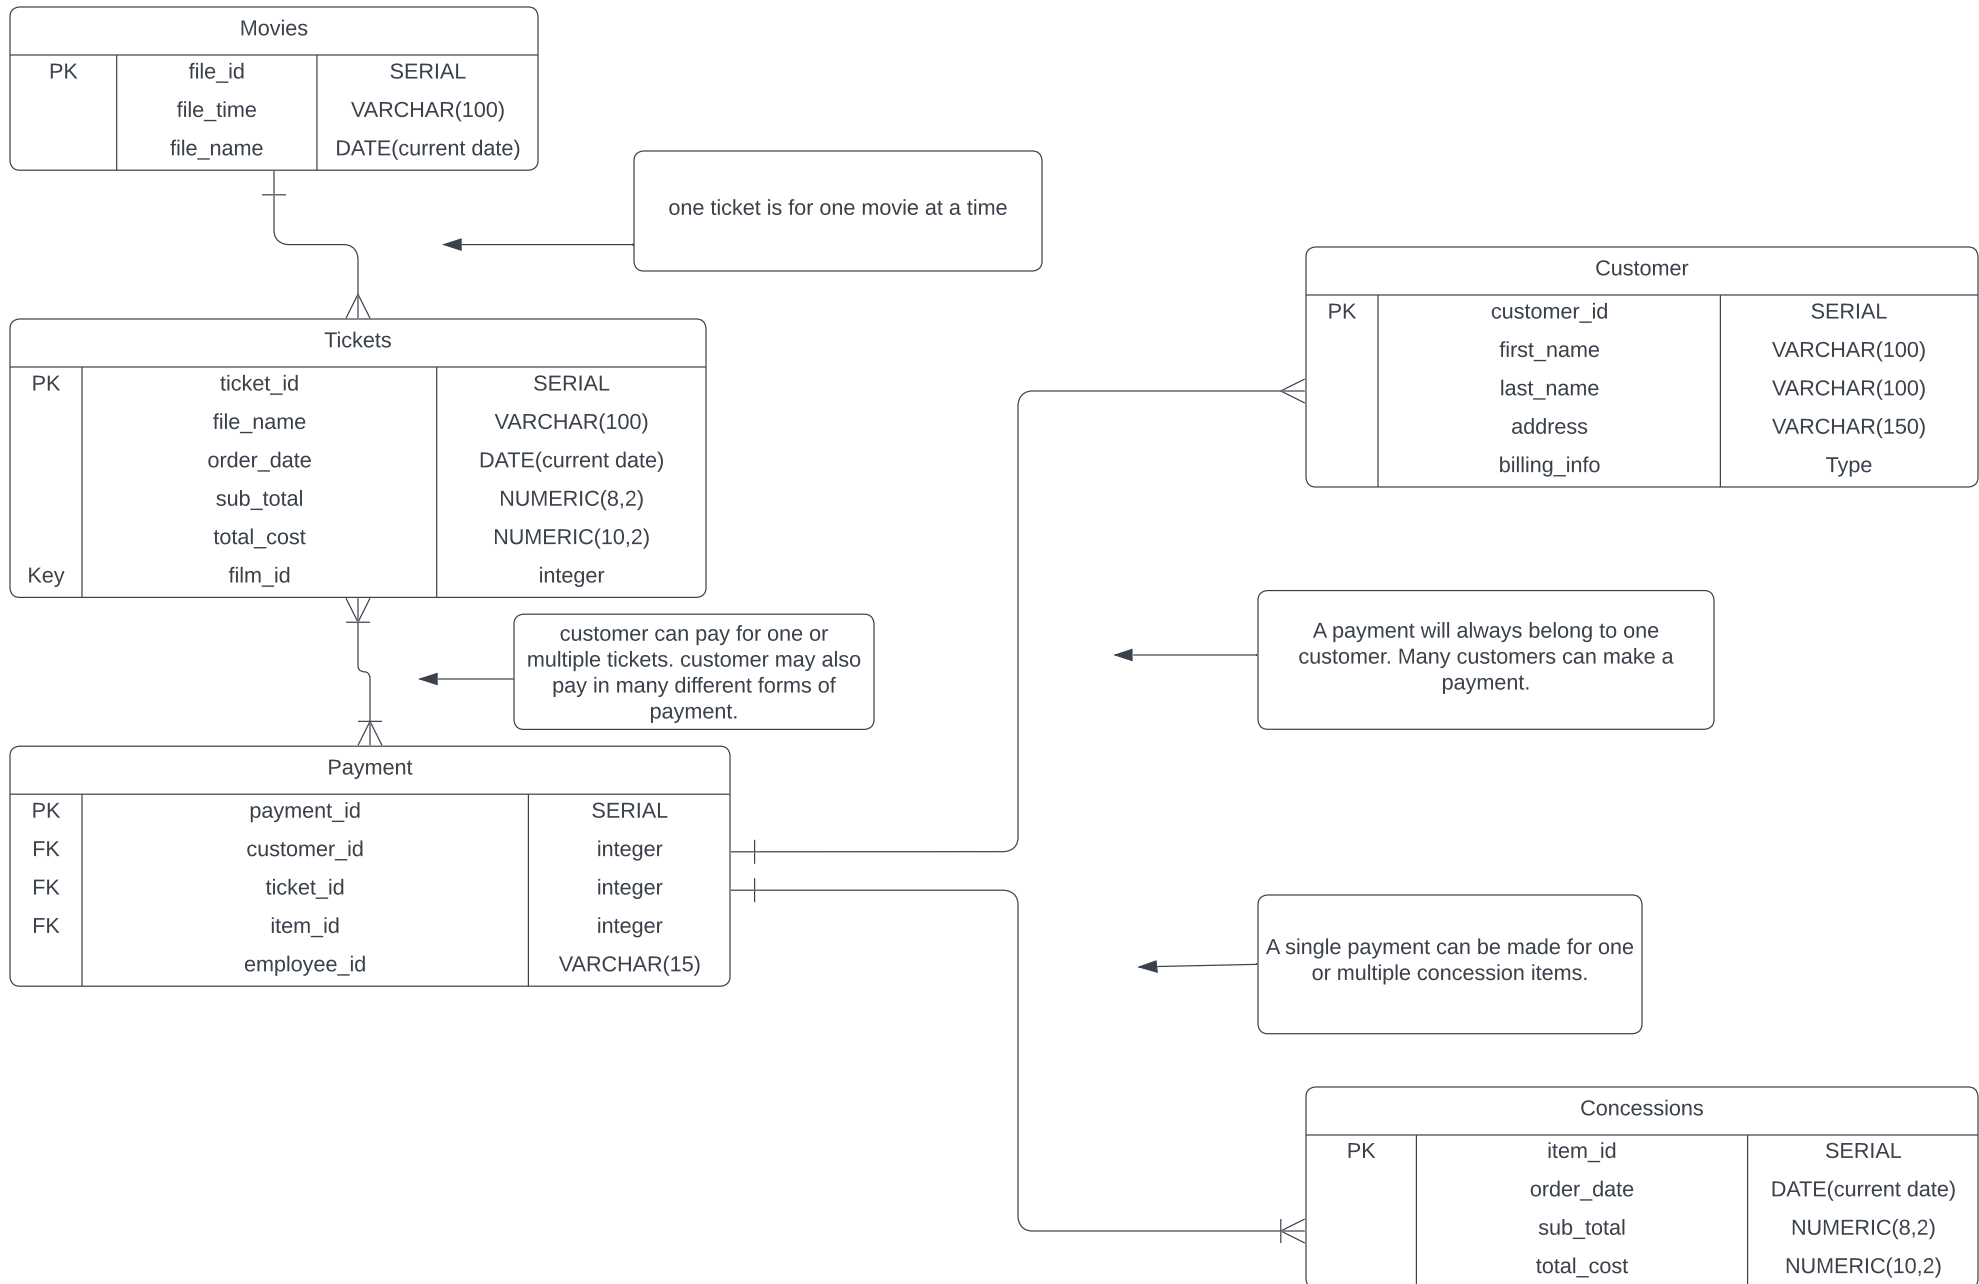 Movies
PK file_id SERIAL
file_time VARCHAR(100)
file_name DATE(current date)
one ticket is for one movie at a time
Tickets
PK ticket_id SERIAL
file_name VARCHAR(100)
order_date DATE(current date)
sub_total NUMERIC(8,2)
total_cost NUMERIC(10,2)
Key film_id integer
Customer
PK customer_id SERIAL
first_name VARCHAR(100)
last_name VARCHAR(100)
address VARCHAR(150)
billing_info Type
customer can pay for one or
multiple tickets. customer may also
pay in many different forms of
payment.
A payment will always belong to one
customer. Many customers can make a
payment.
Payment
PK payment_id SERIAL
FK customer_id integer
FK ticket_id integer
FK item_id integer
employee_id VARCHAR(15)
A single payment can be made for one
or multiple concession items.
Concessions
PK item_id SERIAL
order_date DATE(current date)
sub_total NUMERIC(8,2)
total_cost NUMERIC(10,2)